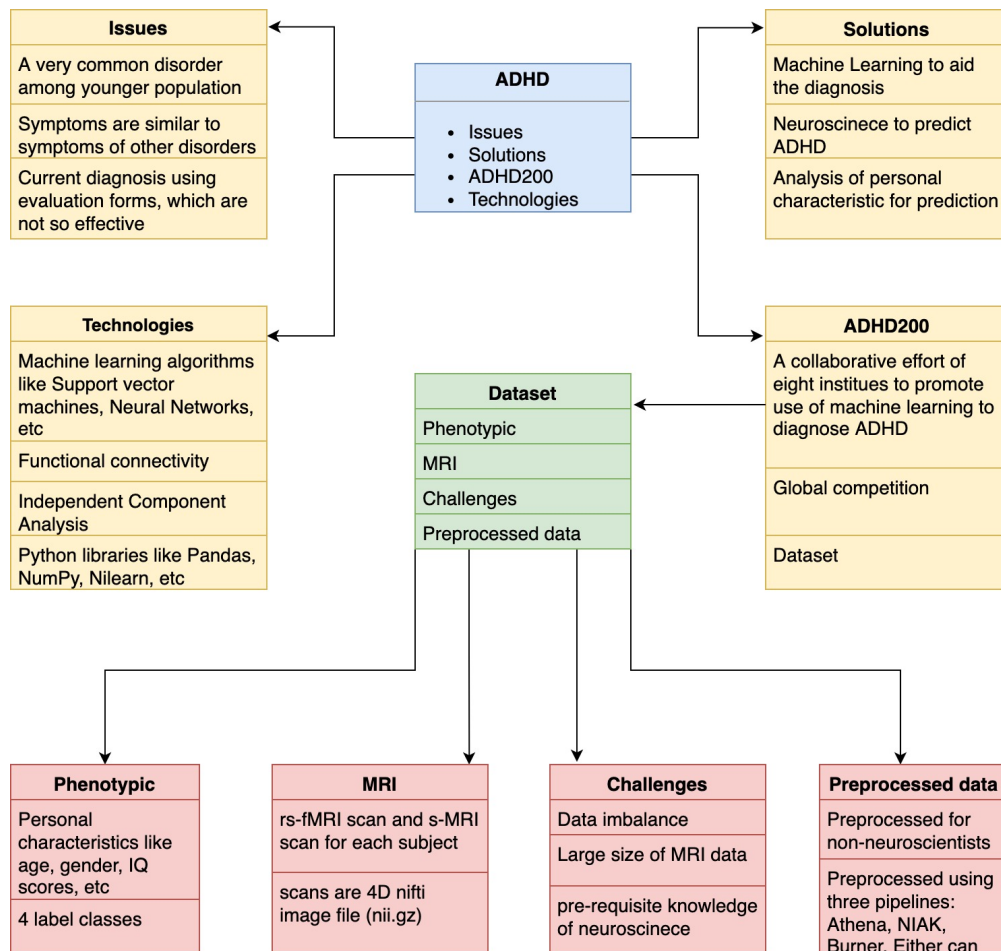 Issues
A very common disorder
among younger population
Symptoms are similar to
symptoms of other disorders
Current diagnosis using
evaluation forms, which are
not so effective
ADHD
• Issues
• Solutions
• ADHD200
• Technologies
Solutions
Machine Learning to aid
the diagnosis
Neuroscinece to predict
ADHD
Analysis of personal
characteristic for prediction
Technologies
Machine learning algorithms
like Support vector
machines, Neural Networks,
etc
Functional connectivity
Independent Component
Analysis
Python libraries like Pandas,
NumPy, Nilearn, etc
Dataset
Phenotypic
MRI
Challenges
Preprocessed data
ADHD200
A collaborative effort of
eight institues to promote
use of machine learning to
diagnose ADHD
Global competition
Dataset
Phenotypic
Personal
characteristics like
age, gender, IQ
scores, etc
4 label classes
MRI
rs-fMRI scan and s-MRI
scan for each subject
scans are 4D nifti
image file (nii.gz)
Challenges
Data imbalance
Large size of MRI data
pre-requisite knowledge
of neuroscinece
Preprocessed data
Preprocessed for
non-neuroscientists
Preprocessed using
three pipelines:
Athena, NIAK,
Burner. Either can